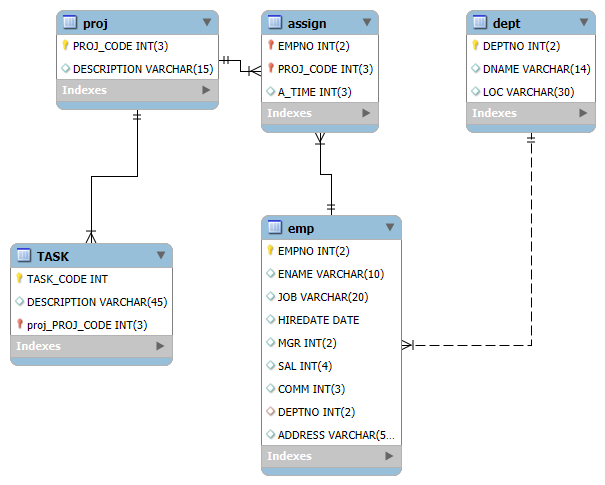 proj
PROJ_CODE INT(3)
DESCRIPTION VARCHAR(15)
Indexes
assign
EMPNO INT(2)
PROJ_CODE INT(3)
A_TIME INT(3)
Indexes
dept
DEPTNO INT(2)
DNAME VARCHAR(14)
LOC VARCHAR(30)
Indexes
TASK
TASK_CODE INT
DESCRIPTION VARCHAR(45)
proj_PROJ_CODE INT(3)
Indexes
emp
EMPNO INT(2)
ENAME VARCHAR(10)
JOB VARCHAR(20)
HIREDATE DATE
MGR INT(2)
SAL INT(4)
COMM INT(3)
DEPTNO INT(2)
ADDRESS VARCHAR(5...
Indexes